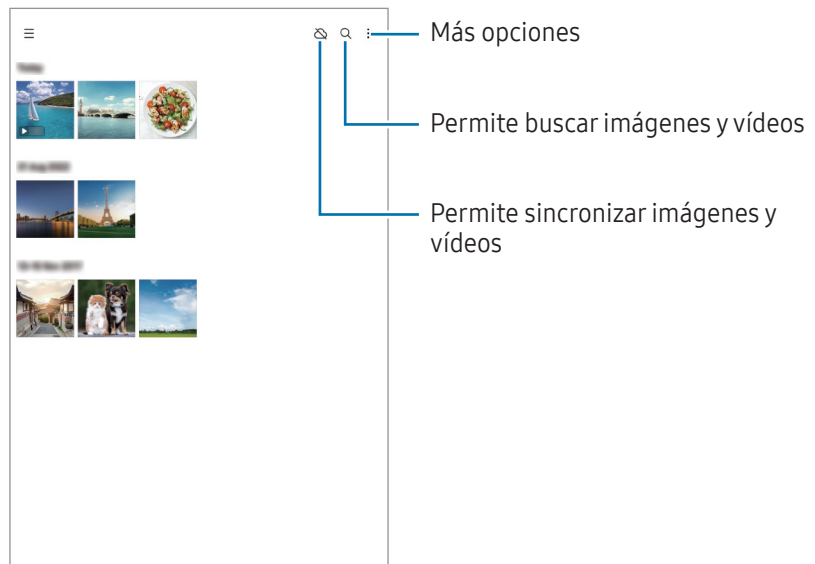 Más opciones
Permite buscar imágenes y vídeos
Permite sincronizar imágenes y
vídeos